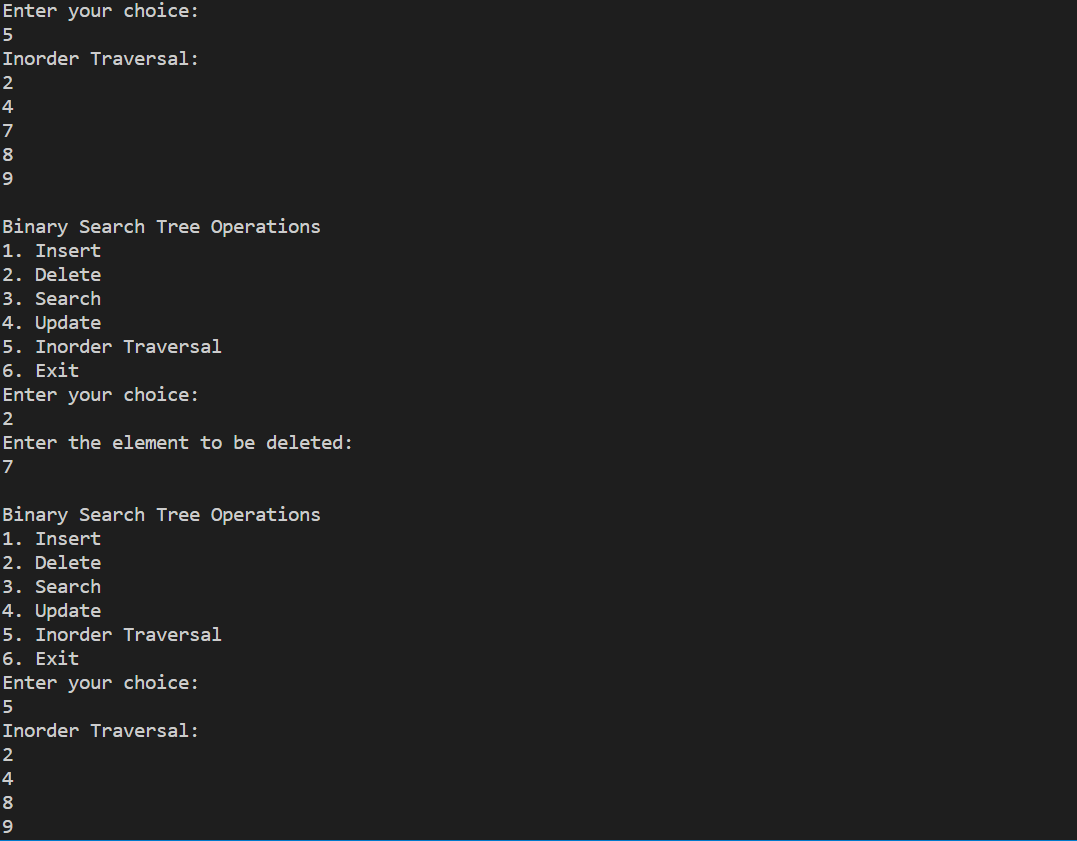 Enter your choice:
5
Inorder Traversal:
2
4
7
8
9
Binary Search Tree Operations
1. Insert
2. Delete
3. Search
4. Update
5. Inorder Traversal
6. Exit
Enter your choice:
2
Enter the element to be deleted:
7
Binary Search Tree Operations
1. Insert
2. Delete
3. Search
4. Update
5. Inorder Traversal
6. Exit
Enter your choice:
5
Inorder Traversal:
2
4
8
9